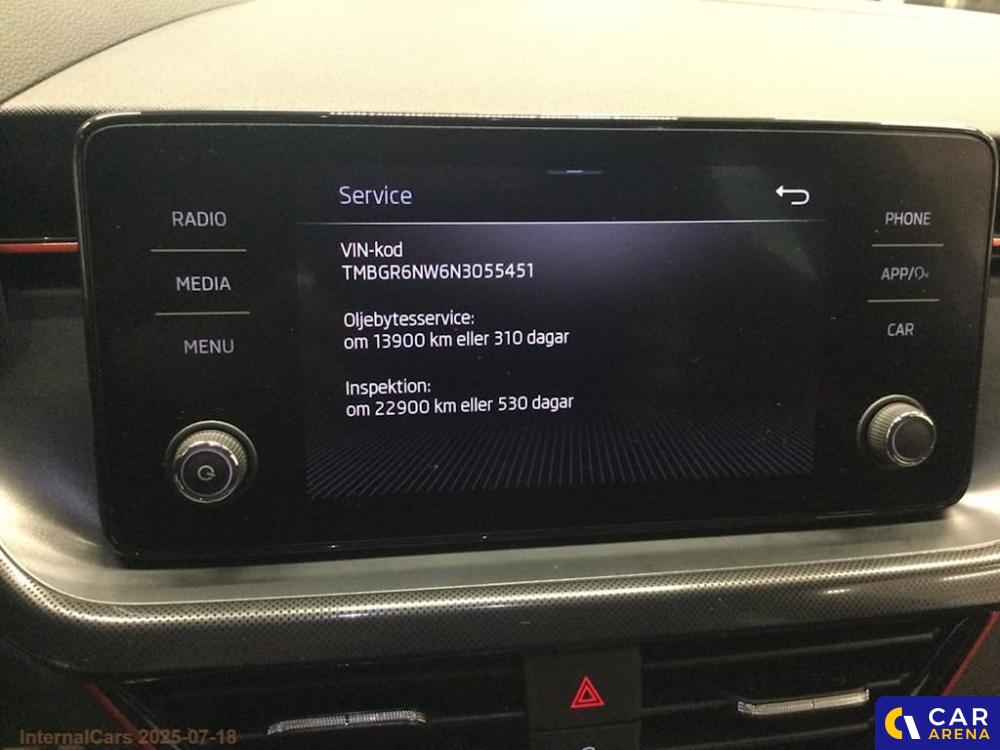 Service
RADIO
MEDIA
MENU
VIN-kod
TMBGR6NW6N3055451
Oljebytesservice:
om 13900 km eller 310 dagar
Inspektion:
om 22900 km eller 530 dagar
PHONE
APP/
CAR
InternalCars 2025-07-18
CAR
ARENA